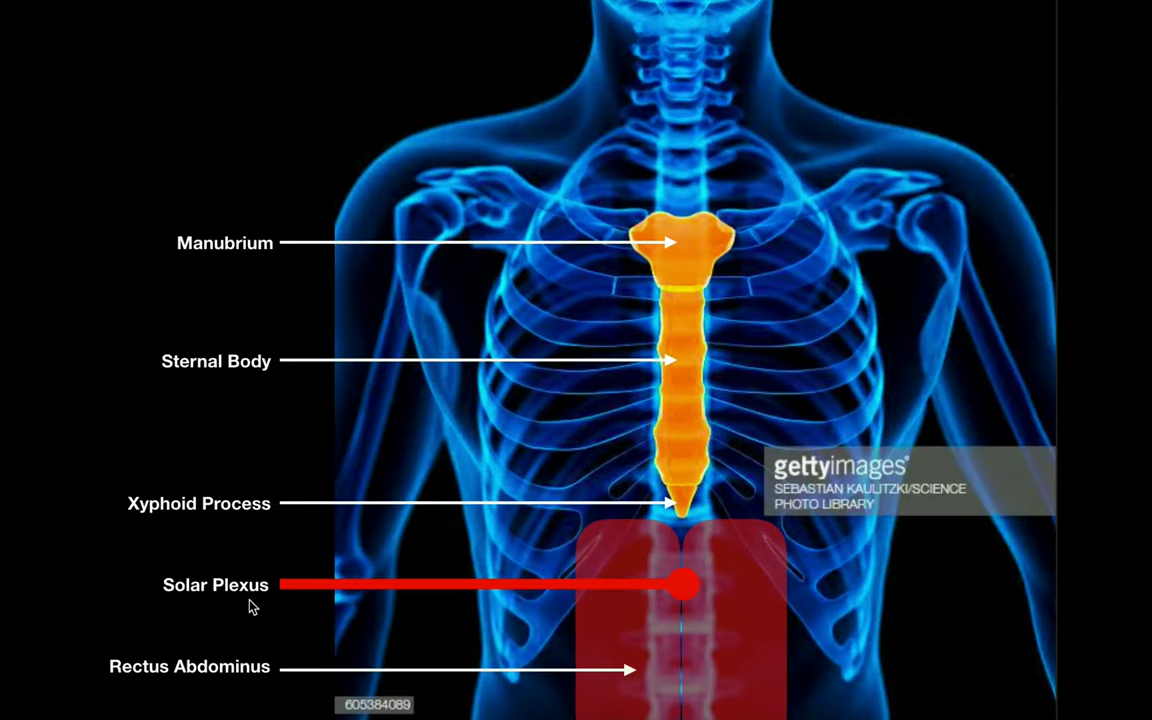 Manubrium
Sternal Body
gettyimages®
SEBASTIAN KAULITZKI/SCIENCE
PHOTO LIBRARY
Xyphoid Process
Solar Plexus
Rectus Abdominus
605384089